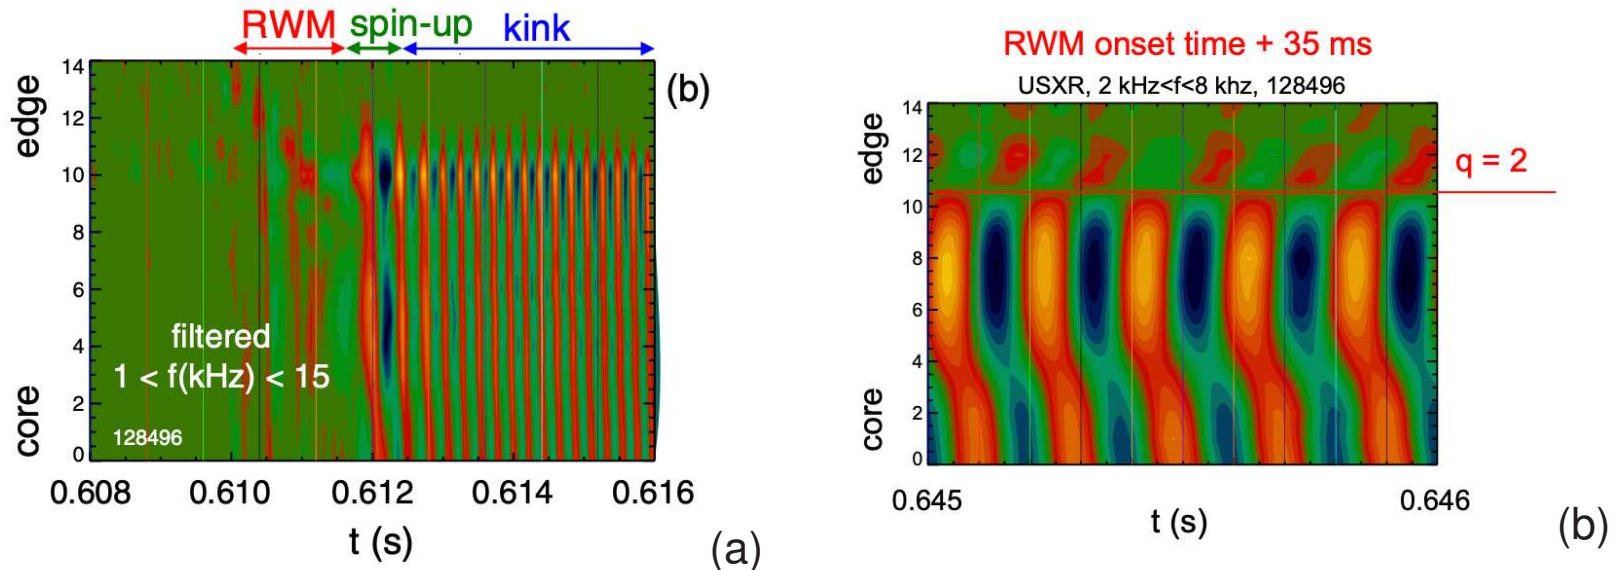 RWM spin-up kink
14
12
10
8
6
4
2
0
edge
core
(b)
filtered
1 < f(kHz) < 15
128496
0.608 0.610 0.612 0.614 0.616
t (s)
(a)
RWM onset time + 35 ms
USXR, 2 kHz<f<8 khz, 128496
14
12
10
8
6
4
2
0
edge
core
q = 2
0.645 0.646
t (s)
(b)